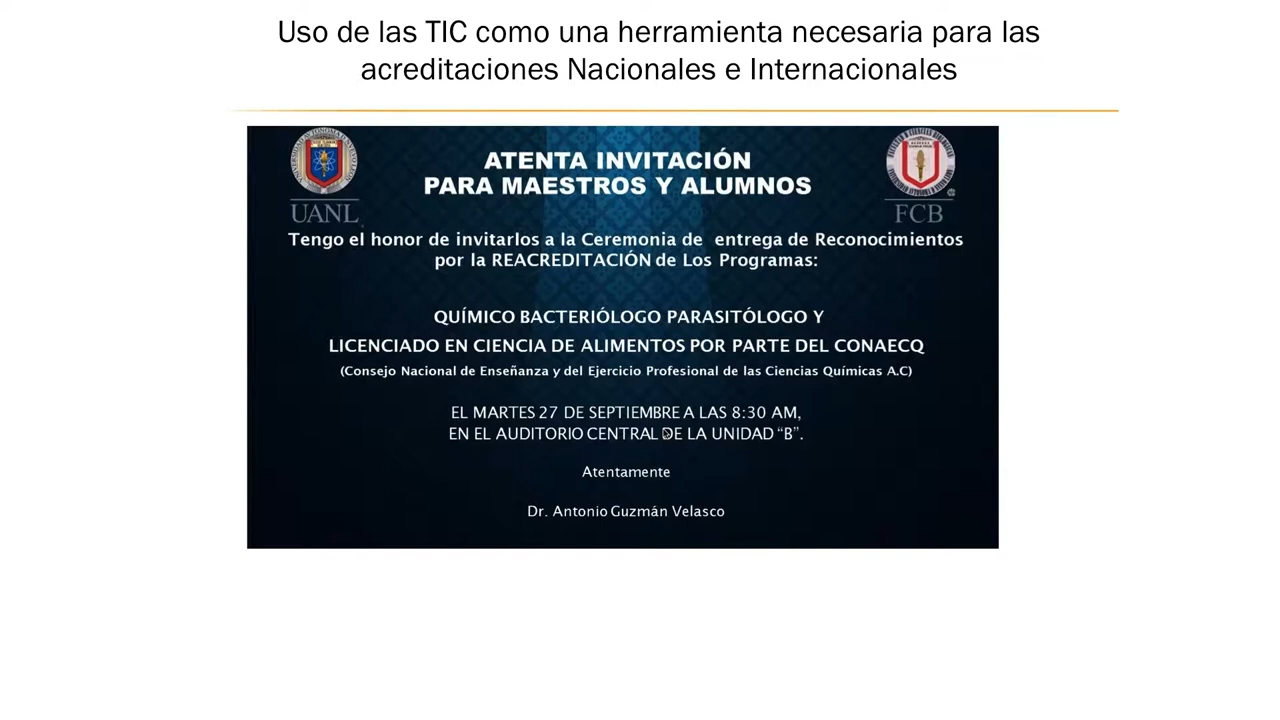 Uso de las TIC como una herramienta necesaria para las
acreditaciones Nacionales e Internacionales
ATENTA INVITACIÓN
PARA MAESTROS Y ALUMNOS
UANL
FCB
Tengo el honor de invitarlos a la Ceremonia de entrega de Reconocimientos
por la REACREDITACIÓN de Los Programas:
QUÍMICO BACTERIÓLOGO PARASITÓLOGO Y
LICENCIADO EN CIENCIA DE ALIMENTOS POR PARTE DEL CONAECQ
(Consejo Nacional de Enseñanza y del Ejercicio Profesional de las Ciencias Químicas A.C)
EL MARTES 27 DE SEPTIEMBRE A LAS 8:30 AM,
EN EL AUDITORIO CENTRAL DE LA UNIDAD “B”.
Atentamente
Dr. Antonio Guzmán Velasco